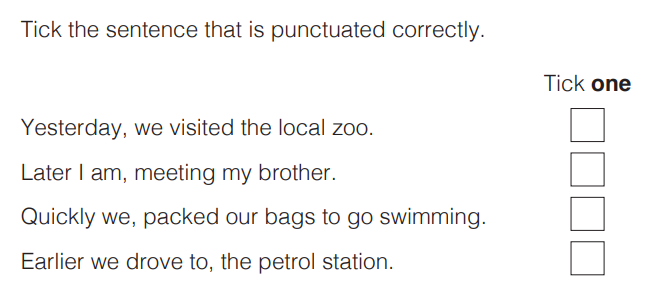 Tick the sentence that is punctuated correctly.
Tick one
Yesterday, we visited the local zoo.
Later I am, meeting my brother.
Quickly we, packed our bags to go swimming.
Earlier we drove to, the petrol station.